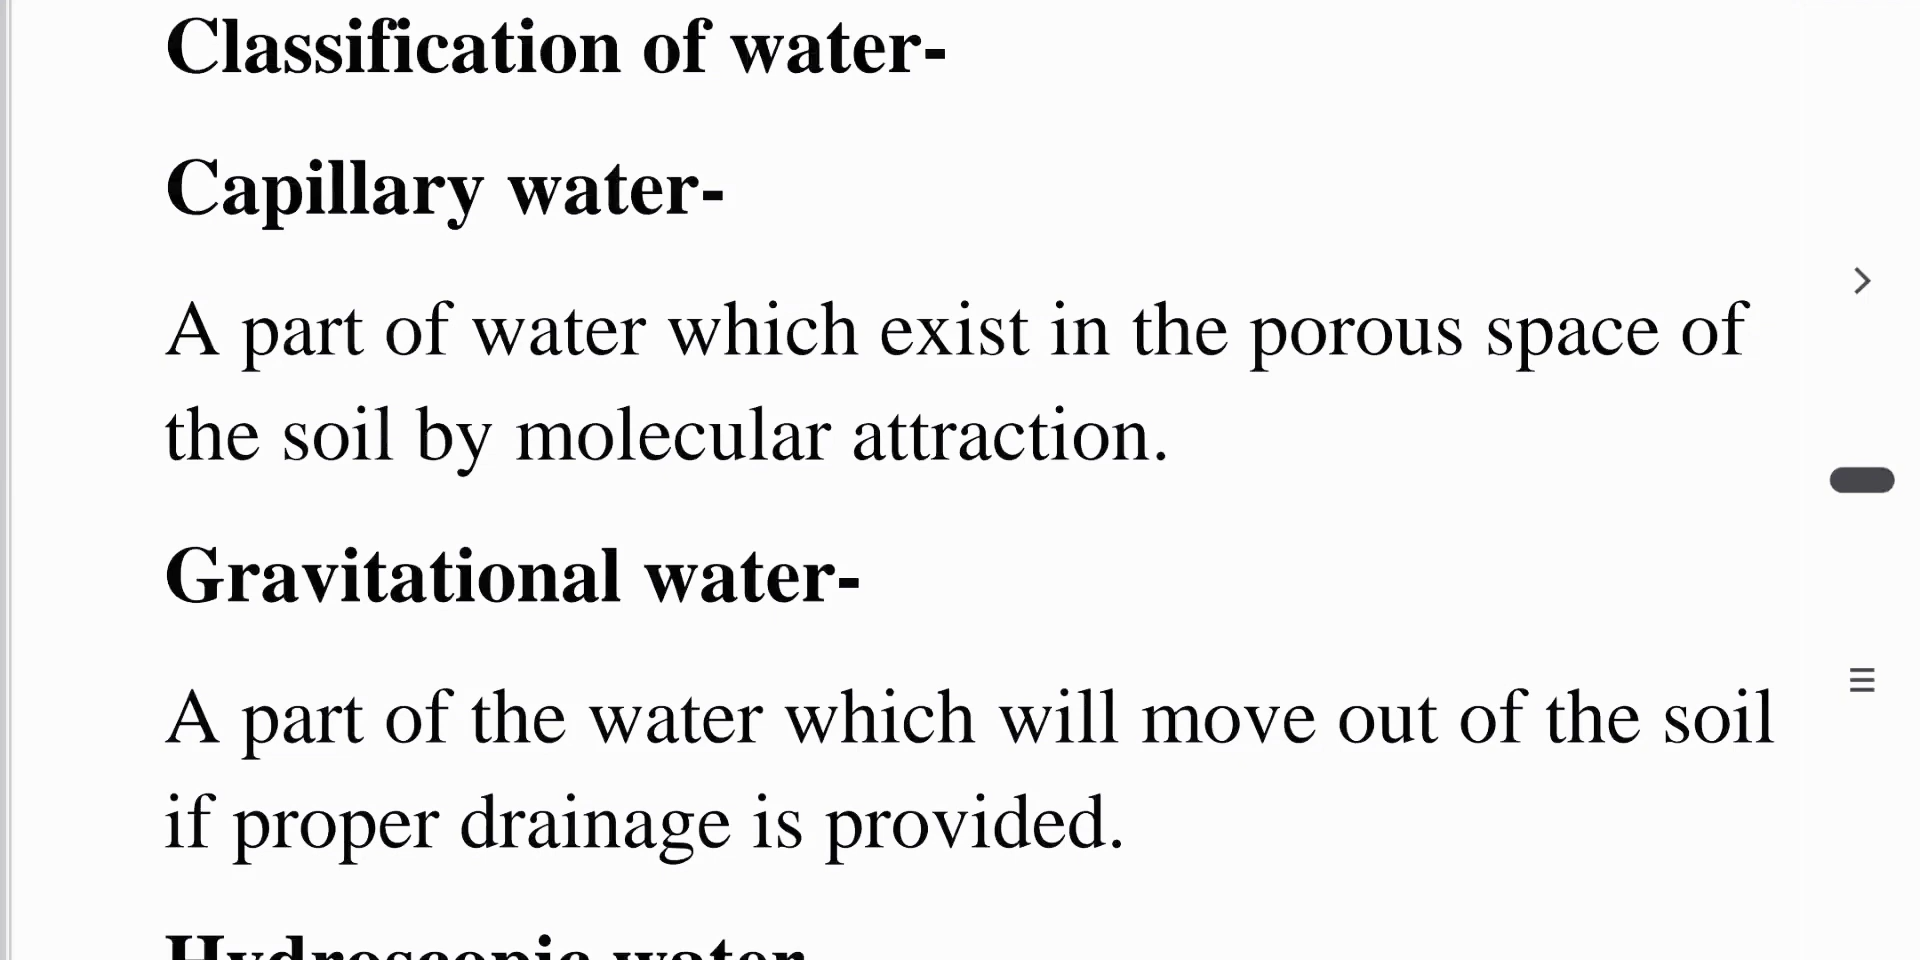 Classification of water-
Capillary water-
A part of water which exist in the porous space of
the soil by molecular attraction.
Gravitational water-
A part of the water which will move out of the soil
if proper drainage is provided.
Hydroscopic water